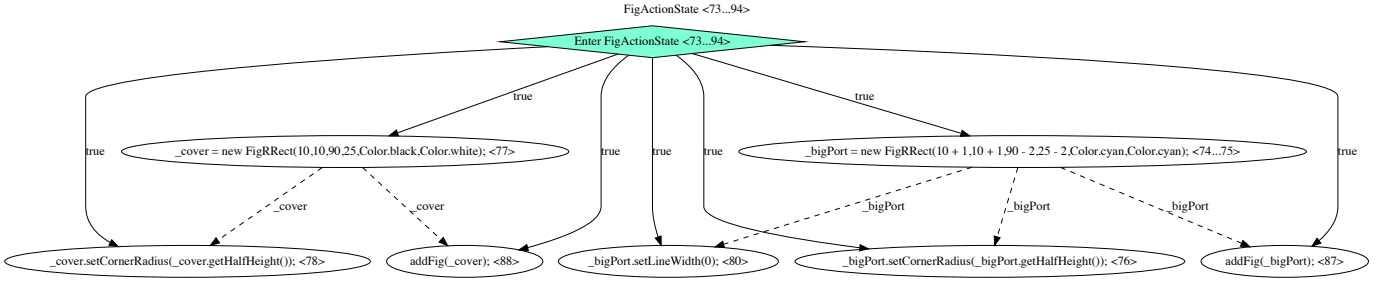 FigActionState <73...94>
Enter FigActionState <73...94>
true
true
_cover = new FigRRect(10,10,90,25,Color.black,Color.white); <77>
true
true
true
true
_bigPort = new FigRRect(10 + 1,10 + 1,90 - 2,25 - 2,Color.cyan,Color.cyan); <74...75>
true
_cover
_cover
_bigPort
_bigPort
_bigPort
_cover.setCornerRadius(_cover.getHalfHeight()); <78>
addFig(_cover); <88>
_bigPort.setLineWidth(0); <80>
_bigPort.setCornerRadius(_bigPort.getHalfHeight()); <76>
addFig(_bigPort); <87>